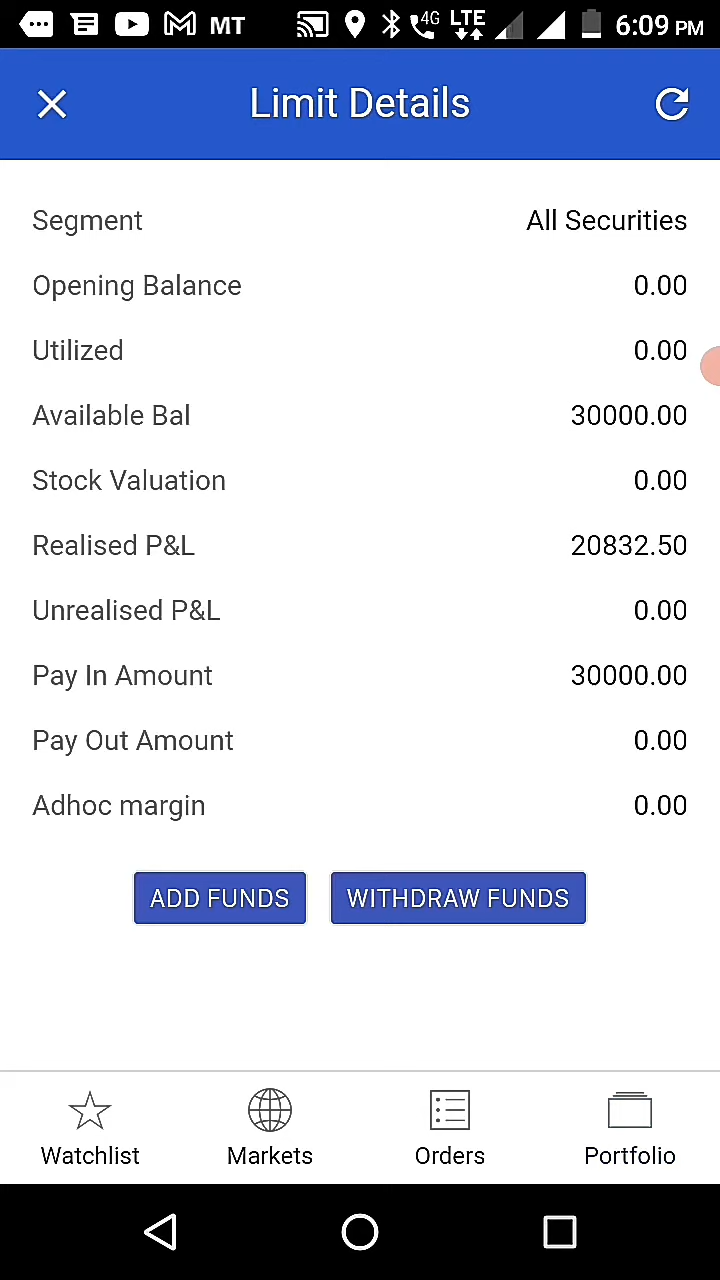 MT 4G LTE 6:09 PM
Limit Details
Segment All Securities
Opening Balance 0.00
Utilized 0.00
Available Bal 30000.00
Stock Valuation 0.00
Realised P&L 20832.50
Unrealised P&L 0.00
Pay In Amount 30000.00
Pay Out Amount 0.00
Adhoc margin 0.00
ADD FUNDS WITHDRAW FUNDS
Watchlist Markets Orders Portfolio